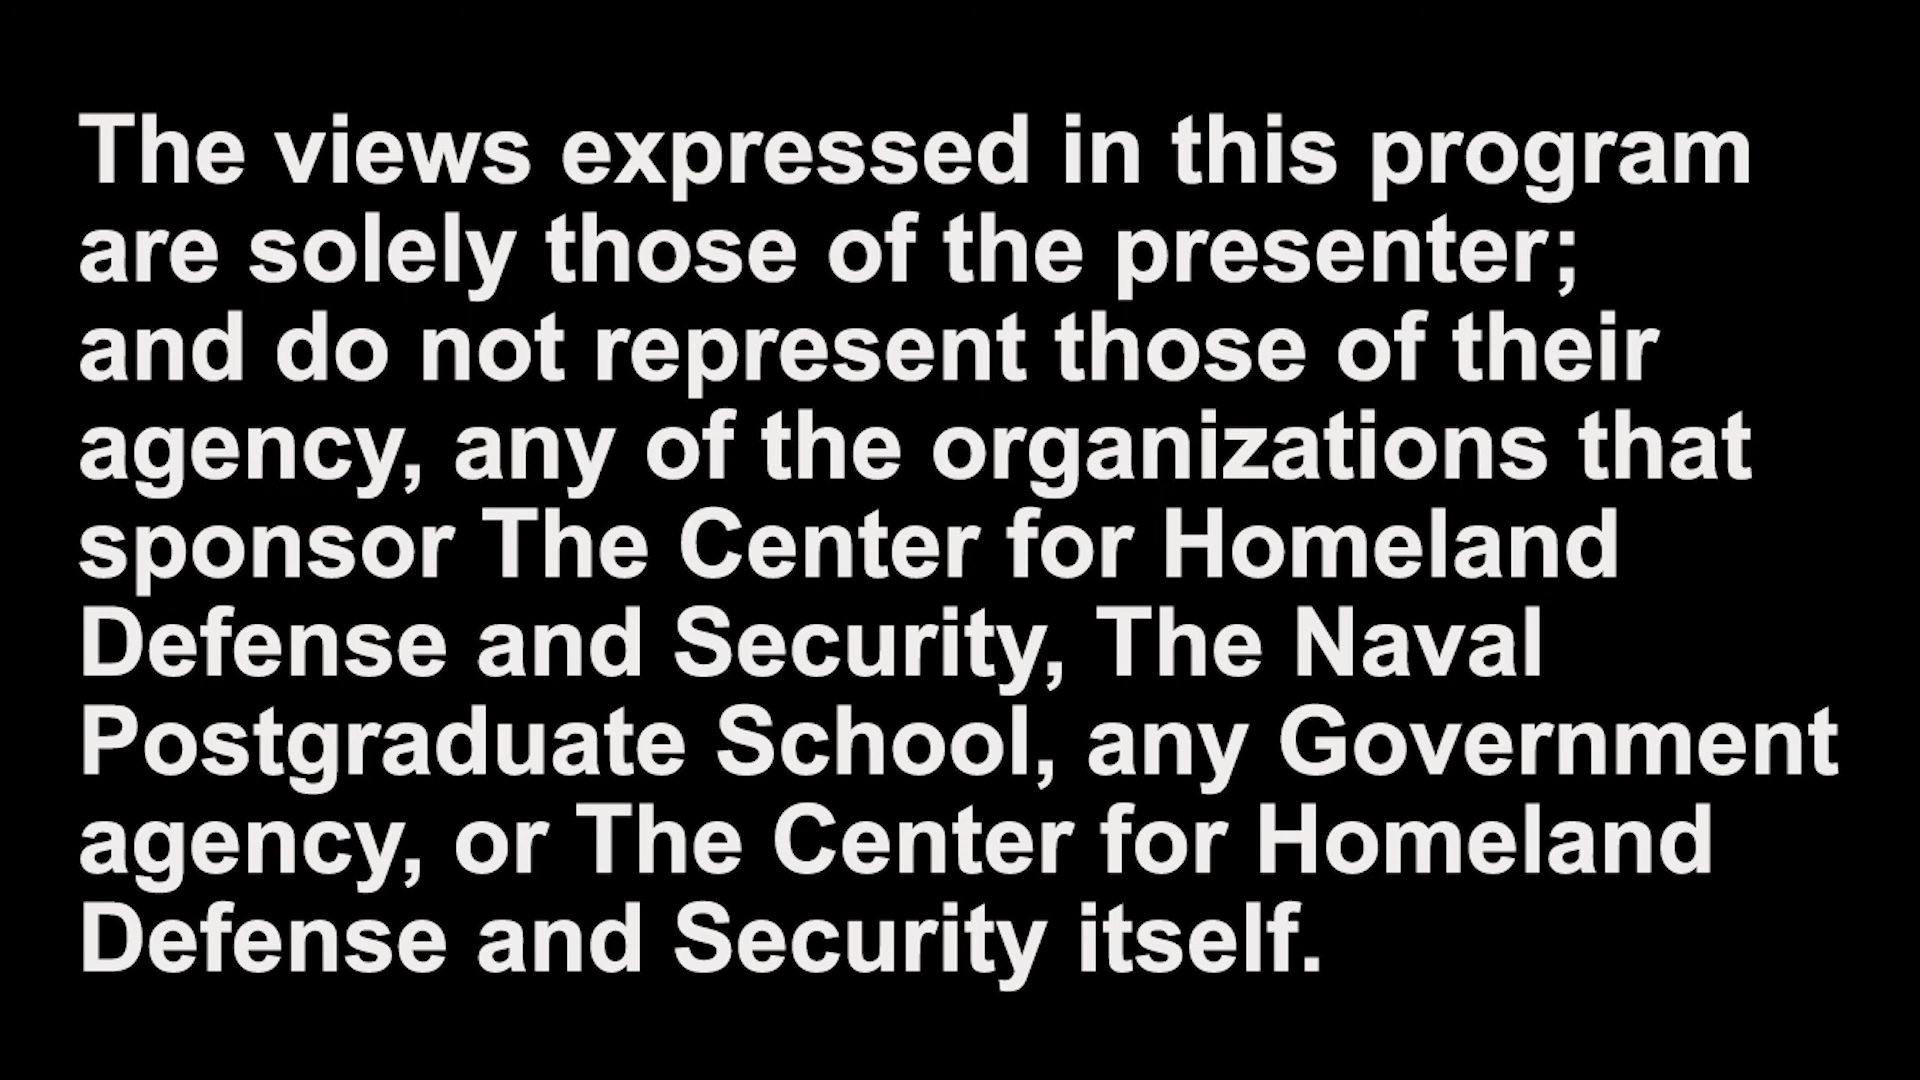 The views expressed in this program
are solely those of the presenter;
and do not represent those of their
agency, any of the organizations that
sponsor The Center for Homeland
Defense and Security, The Naval
Postgraduate School, any Government
agency, or The Center for Homeland
Defense and Security itself.